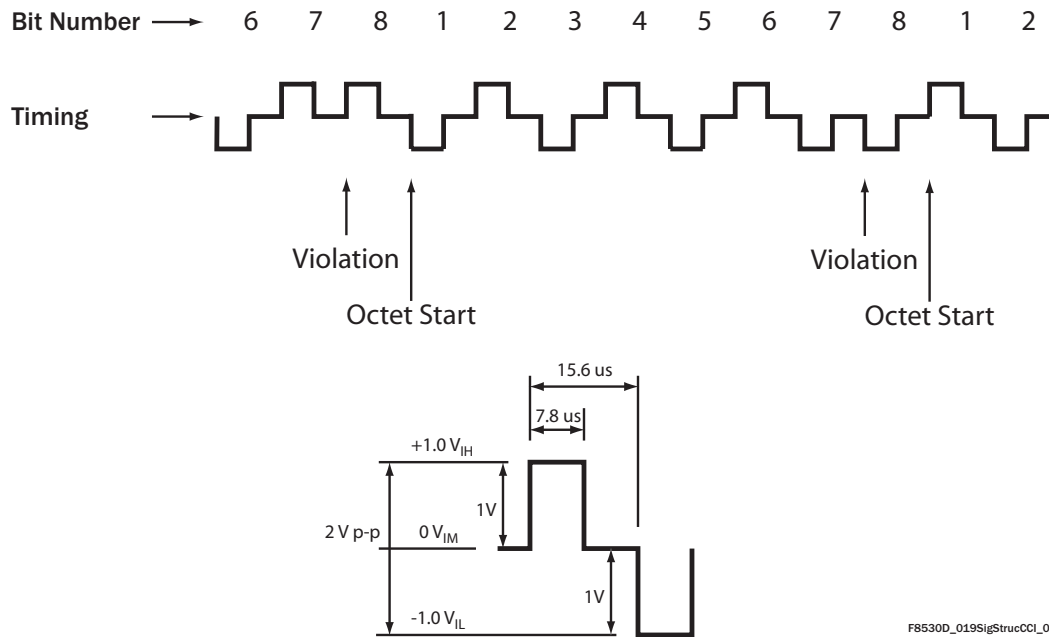 Bit Number 6 7 8 1 2 3 4 5 6 7 8 1 2
Timing
Violation Violation
Octet Start Octet Start
15.6 us
7.8 us
+1.0 VIH
1V
2 V p-p 0 VIM
1V
-1.0 VIL
F8530D_019SigStrucCCI_0